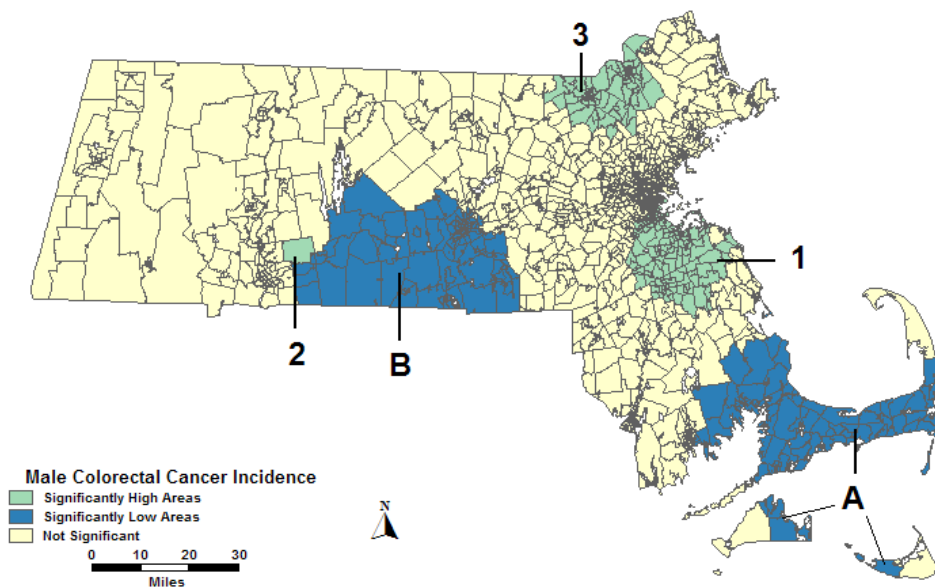 3
1
2
B
A
Male Colorectal Cancer Incidence
Significantly High Areas
Significantly Low Areas
Not Significant
N
0 10 20 30
Miles